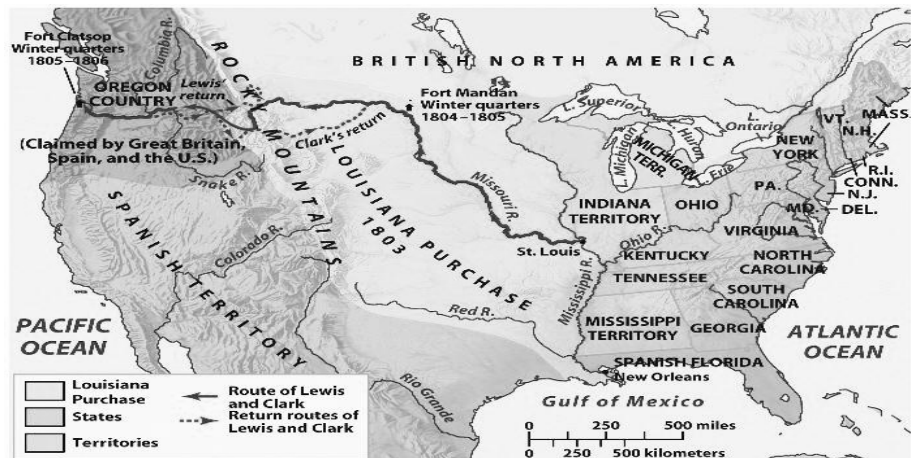 Fort Clatsop
Winter quarters
1805–1806
Columbia R.
ROCKY MOUNTAINS
BRITISH NORTH AMERICA
OREGON
COUNTRY
Lewis' return
Fort Mandan
Winter quarters
1804–1805
Clark's return
(Claimed by Great Britain,
Spain, and the U.S.)
Snake R.
L. Superior
L. Michigan
L. Huron
L. Ontario
L. Erie
MICHIGAN
TERR.
VT.
N.H.
MASS.
NEW
YORK
R.I.
CONN.
N.J.
PA.
MD.
DEL.
LOUISIANA PURCHASE
1803
Missouri R.
INDIANA
TERRITORY
OHIO
VIRGINIA
SPANISH TERRITORY
Colorado R.
St. Louis
Ohio R.
KENTUCKY
NORTH
CAROLINA
TENNESSEE
SOUTH
CAROLINA
Mississippi R.
Red R.
MISSISSIPPI
TERRITORY
GEORGIA
PACIFIC
OCEAN
ATLANTIC
OCEAN
SPANISH FLORIDA
New Orleans
Rio Grande
Gulf of Mexico
Louisiana
Purchase
States
Territories
Route of Lewis
and Clark
Return routes of
Lewis and Clark
0 250 500 miles
0 250 500 kilometers